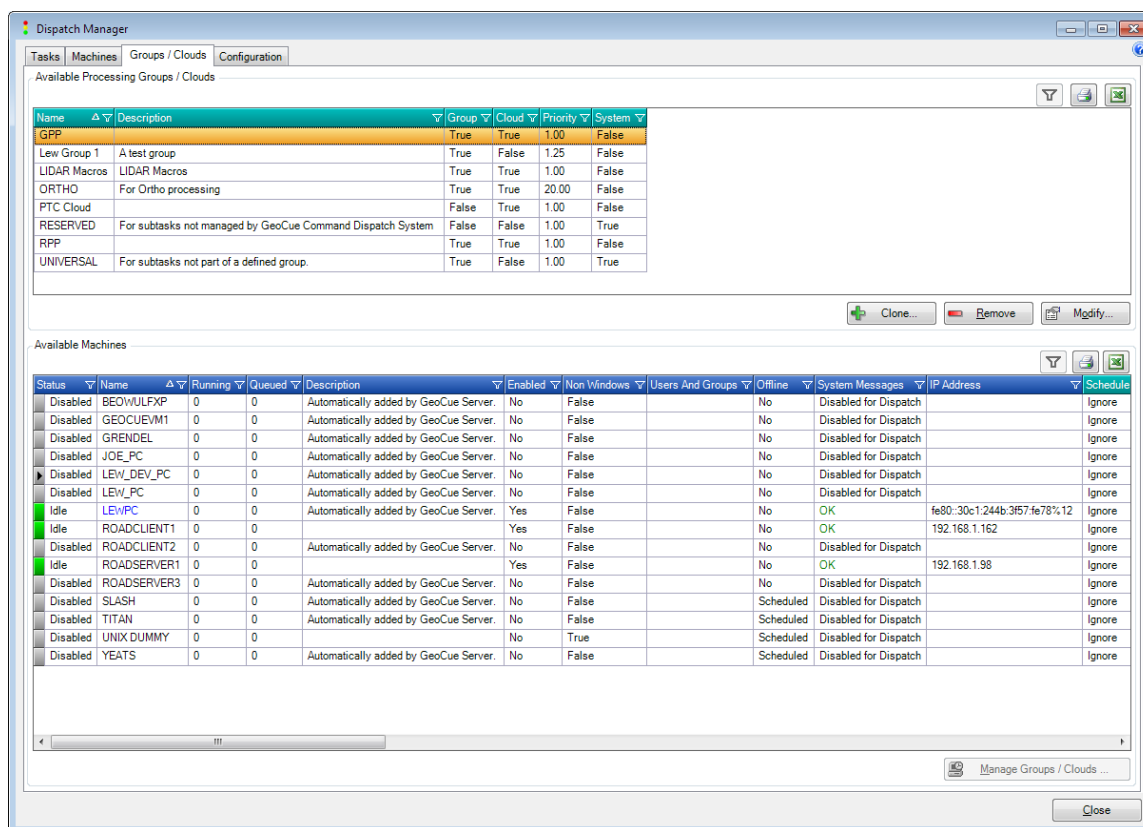 Dispatch Manager
Tasks Machines Groups / Clouds Configuration
Available Processing Groups / Clouds
Name Description Group Cloud Priority System
GPP True True 1.00 False
Lew Group 1 A test group True False 1.25 False
LIDAR Macros LIDAR Macros True True 1.00 False
ORTHO For Ortho processing True True 20.00 False
PTC Cloud False True 1.00 False
RESERVED For subtasks not managed by GeoCue Command Dispatch System False False 1.00 True
RPP True True 1.00 False
UNIVERSAL For subtasks not part of a defined group. True False 1.00 True
Clone... Remove Modify...
Available Machines
Status Name Running Queued Description Enabled Non Windows Users And Groups Offline System Messages IP Address Schedule
Disabled BEOWULFXP 0 0 Automatically added by GeoCue Server. No False No Disabled for Dispatch Ignore
Disabled GEOCUEVM1 0 0 Automatically added by GeoCue Server. No False No Disabled for Dispatch Ignore
Disabled GRENDEL 0 0 Automatically added by GeoCue Server. No False No Disabled for Dispatch Ignore
Disabled JOE_PC 0 0 Automatically added by GeoCue Server. No False No Disabled for Dispatch Ignore
Disabled LEW_DEV_PC 0 0 Automatically added by GeoCue Server. No False No Disabled for Dispatch Ignore
Disabled LEW_PC 0 0 Automatically added by GeoCue Server. No False No Disabled for Dispatch Ignore
Idle LEWPC 0 0 Automatically added by GeoCue Server. Yes False No OK fe80::30c1:244b:3f57:fe78%12 Ignore
Idle ROADCLIENT1 0 0 Yes False No OK 192.168.1.162 Ignore
Disabled ROADCLIENT2 0 0 Automatically added by GeoCue Server. No False No Disabled for Dispatch Ignore
Idle ROADSERVER1 0 0 Yes False No OK 192.168.1.98 Ignore
Disabled ROADSERVER3 0 0 Automatically added by GeoCue Server. No False No Disabled for Dispatch Ignore
Disabled SLASH 0 0 Automatically added by GeoCue Server. No False Scheduled Disabled for Dispatch Ignore
Disabled TITAN 0 0 Automatically added by GeoCue Server. No False Scheduled Disabled for Dispatch Ignore
Disabled UNIX DUMMY 0 0 No True Scheduled Disabled for Dispatch Ignore
Disabled YEATS 0 0 Automatically added by GeoCue Server. No False Scheduled Disabled for Dispatch Ignore
Manage Groups / Clouds ...
Close